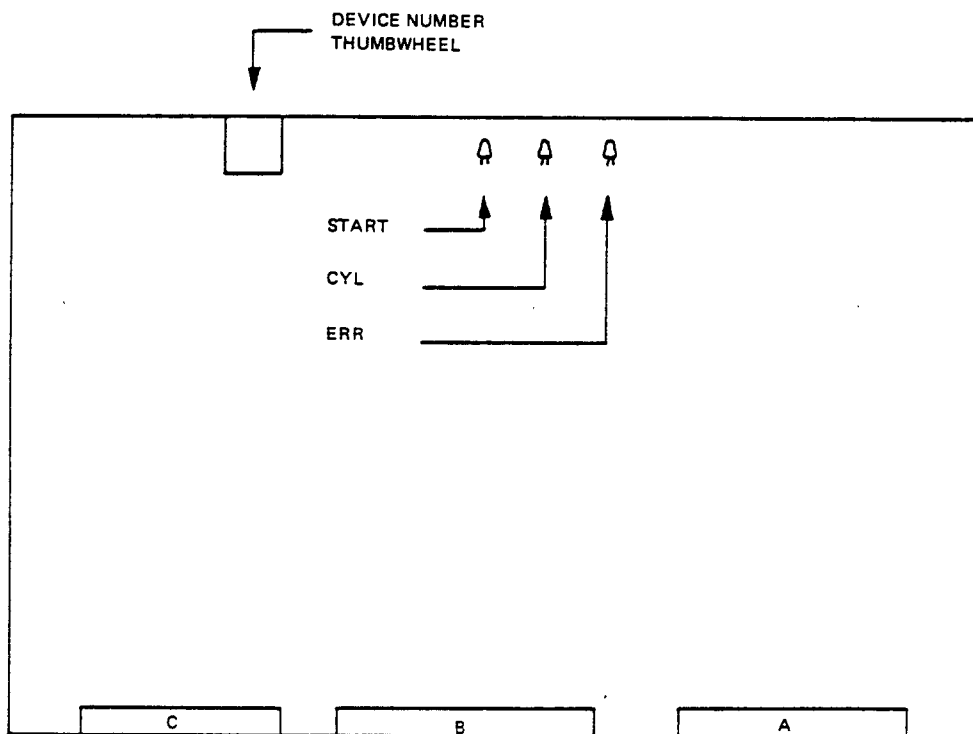 DEVICE NUMBER
THUMBWHEEL
START
CYL
ERR
C
B
A